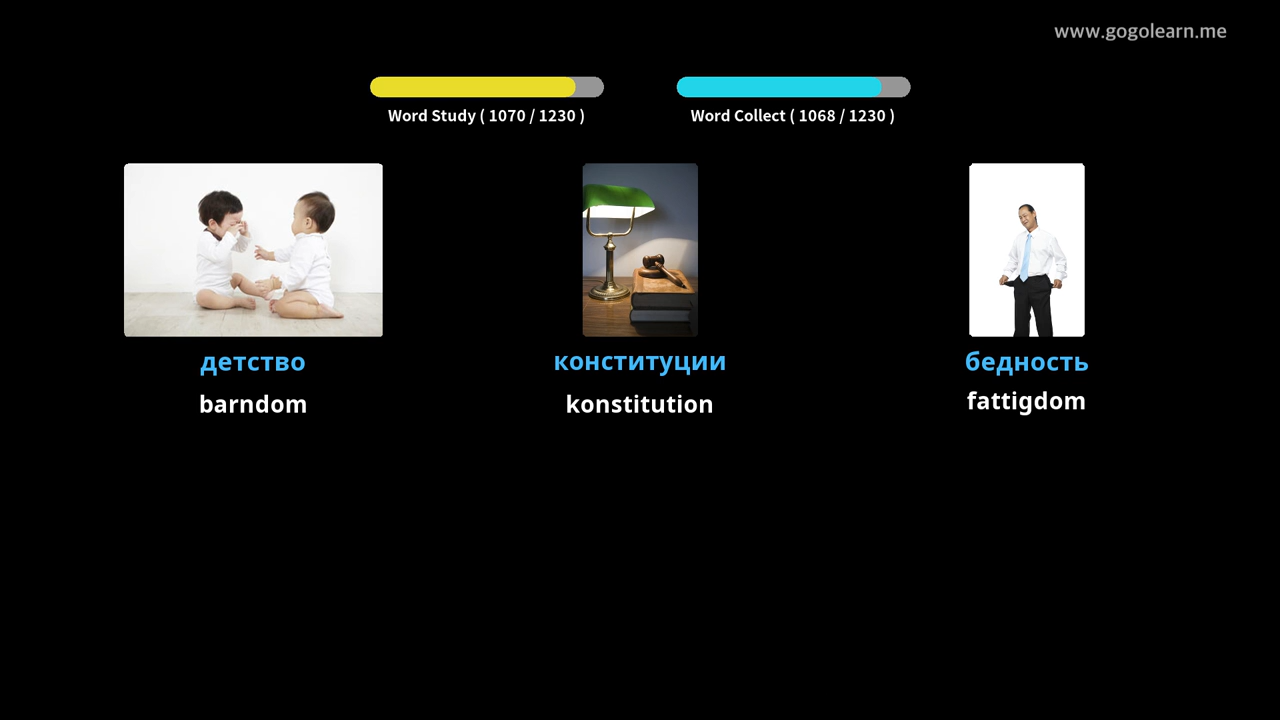 www.gogolearn.me
Word Study ( 1070 / 1230 )
Word Collect ( 1068 / 1230 )
детство
конституции
бедность
barndom
konstitution
fattigdom